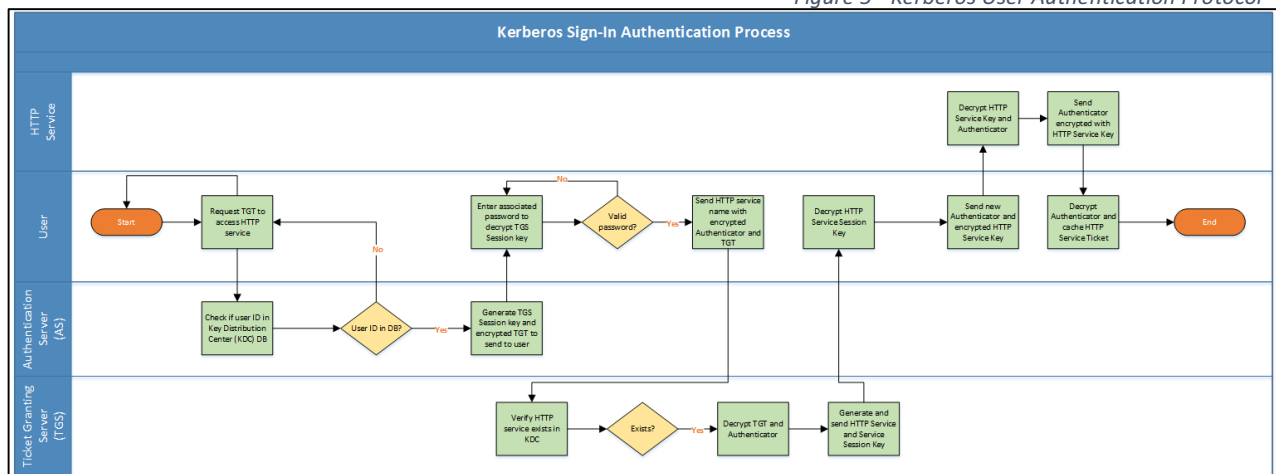 Figure 5 - Kerberos User Authentication Protocol
Kerberos Sign-In Authentication Process
HTTP
Service
Decrypt HTTP
Service Key and
Authenticator
Send
Authenticator
encrypted with
HTTP Service Key
User
Start
Request TGT to
access HTTP
service
No
Enter associated
password to
decrypt TGS
Session key
No
Valid
password?
Yes
Send HTTP service
name with
encrypted
Authenticator and
TGT
Decrypt HTTP
Service Session
Key
Send new
Authenticator and
encrypted HTTP
Service Key
Decrypt
Authenticator and
cache HTTP
Service Ticket
End
Authentication
Server
(AS)
Check if user ID in
Key Distribution
Center (KDC) DB
User ID in DB?
Yes
Generate TGS
Session key and
encrypted TGT to
send to user
Ticket Granting
Server
(TGS)
Verify HTTP
service exists in
KDC
Exists?
Yes
Decrypt TGT and
Authenticator
Generate and
send HTTP Service
and Service
Session Key